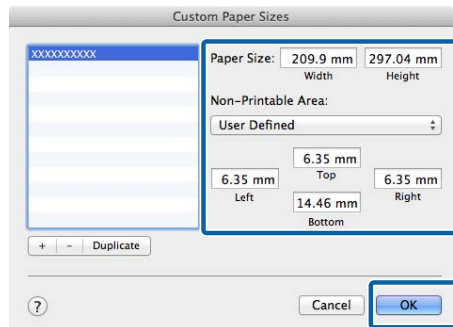 Custom Paper Sizes
XXXXXXXXXX
Paper Size: 209.9 mm 297.04 mm
Width Height
Non-Printable Area:
User Defined
6.35 mm
Top
6.35 mm 6.35 mm
Left Right
14.46 mm
Bottom
+ - Duplicate
? Cancel OK